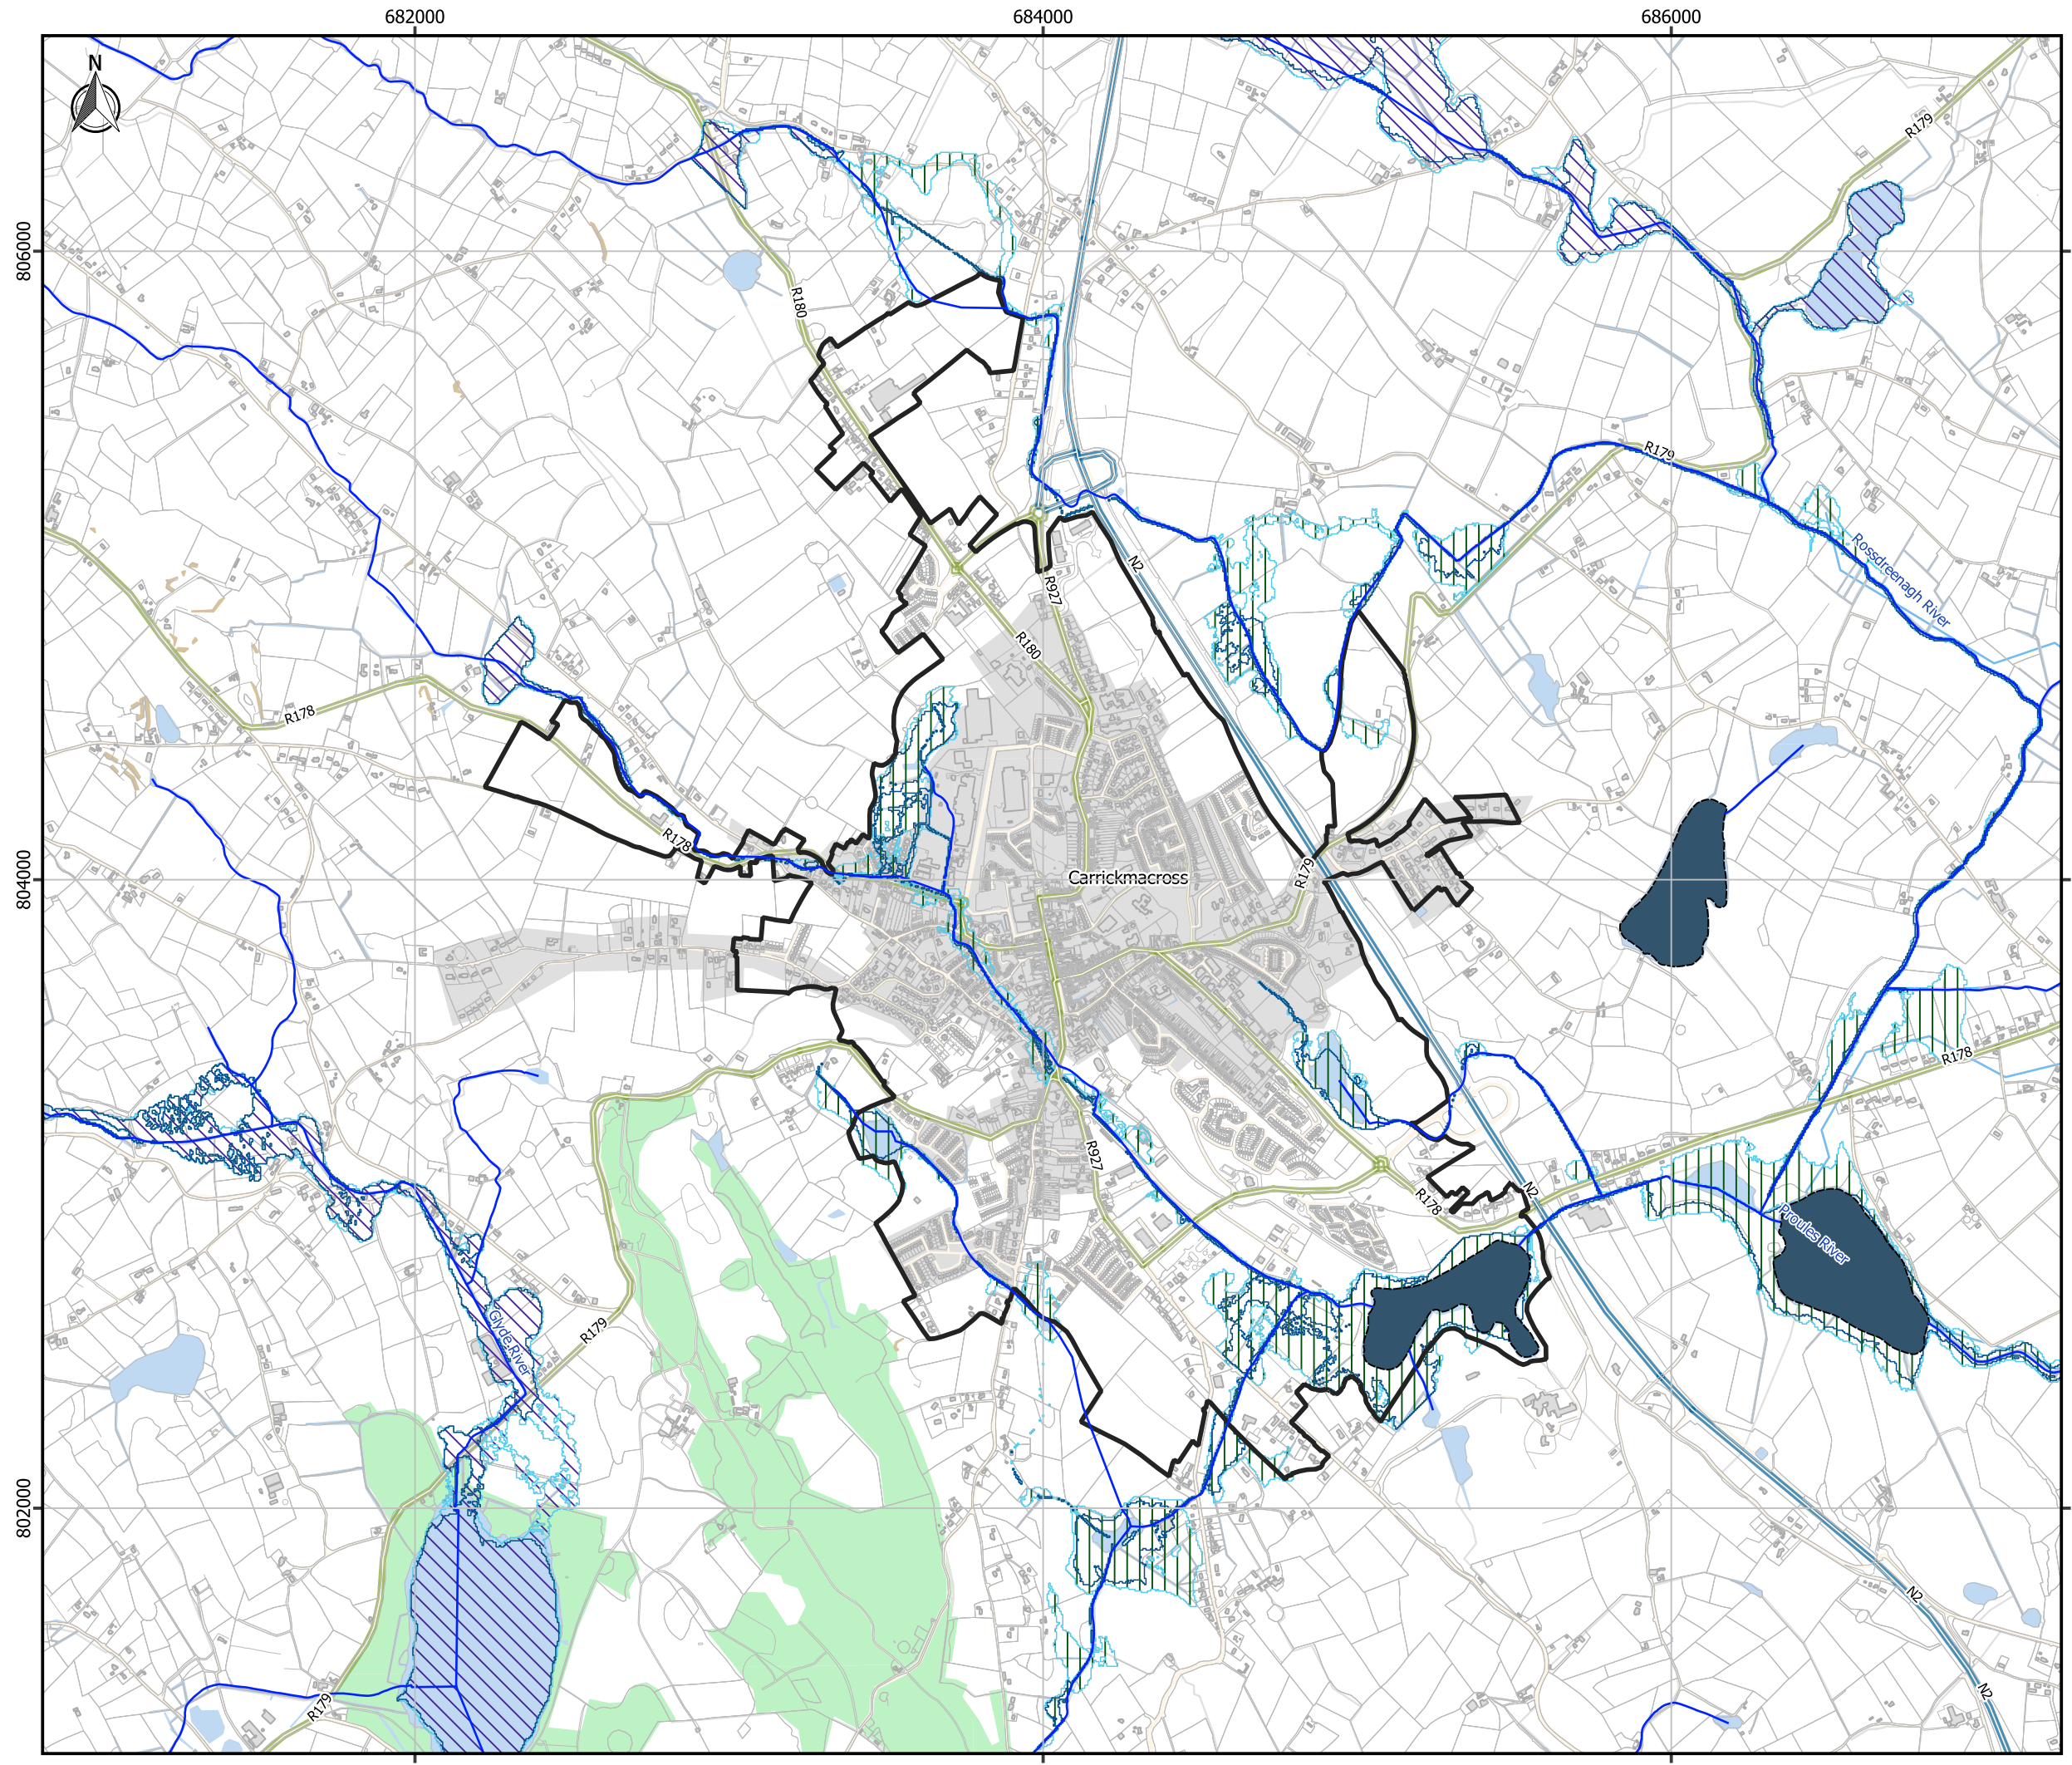 682000
684000
686000
N
R179
806000
R180
R179
N2
Rossdreenagh River
R927
R180
R178
R178
R179
804000
Carrickmacross
R178
R927
R178
N2
Proules River
Glyde River
R179
802000
N2
R179
N2